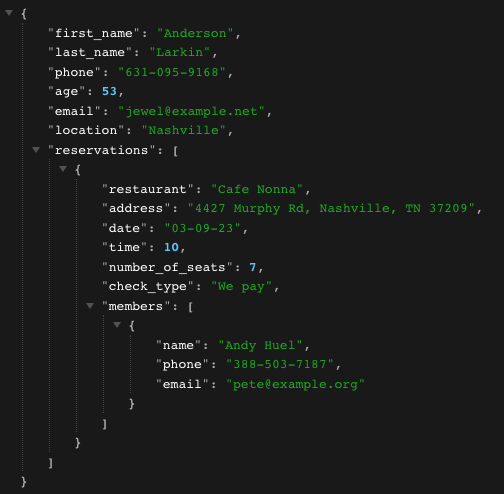 {
"first_name": "Anderson",
"last_name": "Larkin",
"phone": "631-095-9168",
"age": 53,
"email": "jewel@example.net",
"location": "Nashville",
"reservations": [
{
"restaurant": "Cafe Nonna",
"address": "4427 Murphy Rd, Nashville, TN 37209",
"date": "03-09-23",
"time": 10,
"number_of_seats": 7,
"check_type": "We pay",
"members": [
{
"name": "Andy Huel",
"phone": "388-503-7187",
"email": "pete@example.org"
}
]
}
]
}